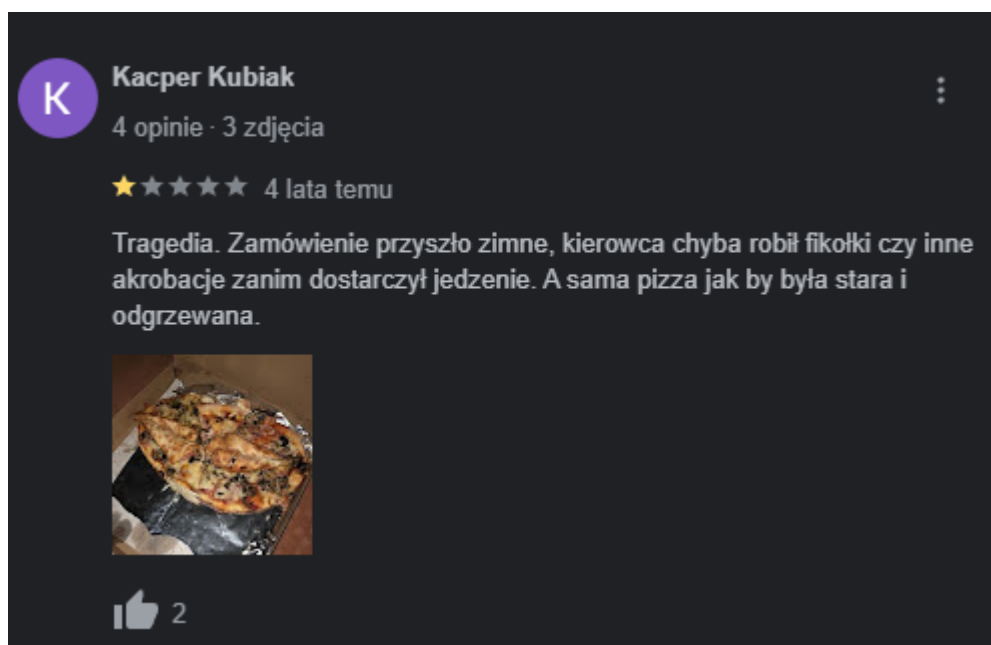 K
Kacper Kubiak
4 opinie · 3 zdjęcia
4 lata temu
Tragedia. Zamówienie przyszło zimne, kierowca chyba robił fikołki czy inne
akrobacje zanim dostarczył jedzenie. A sama pizza jak by była stara i
odgrzewana.
2